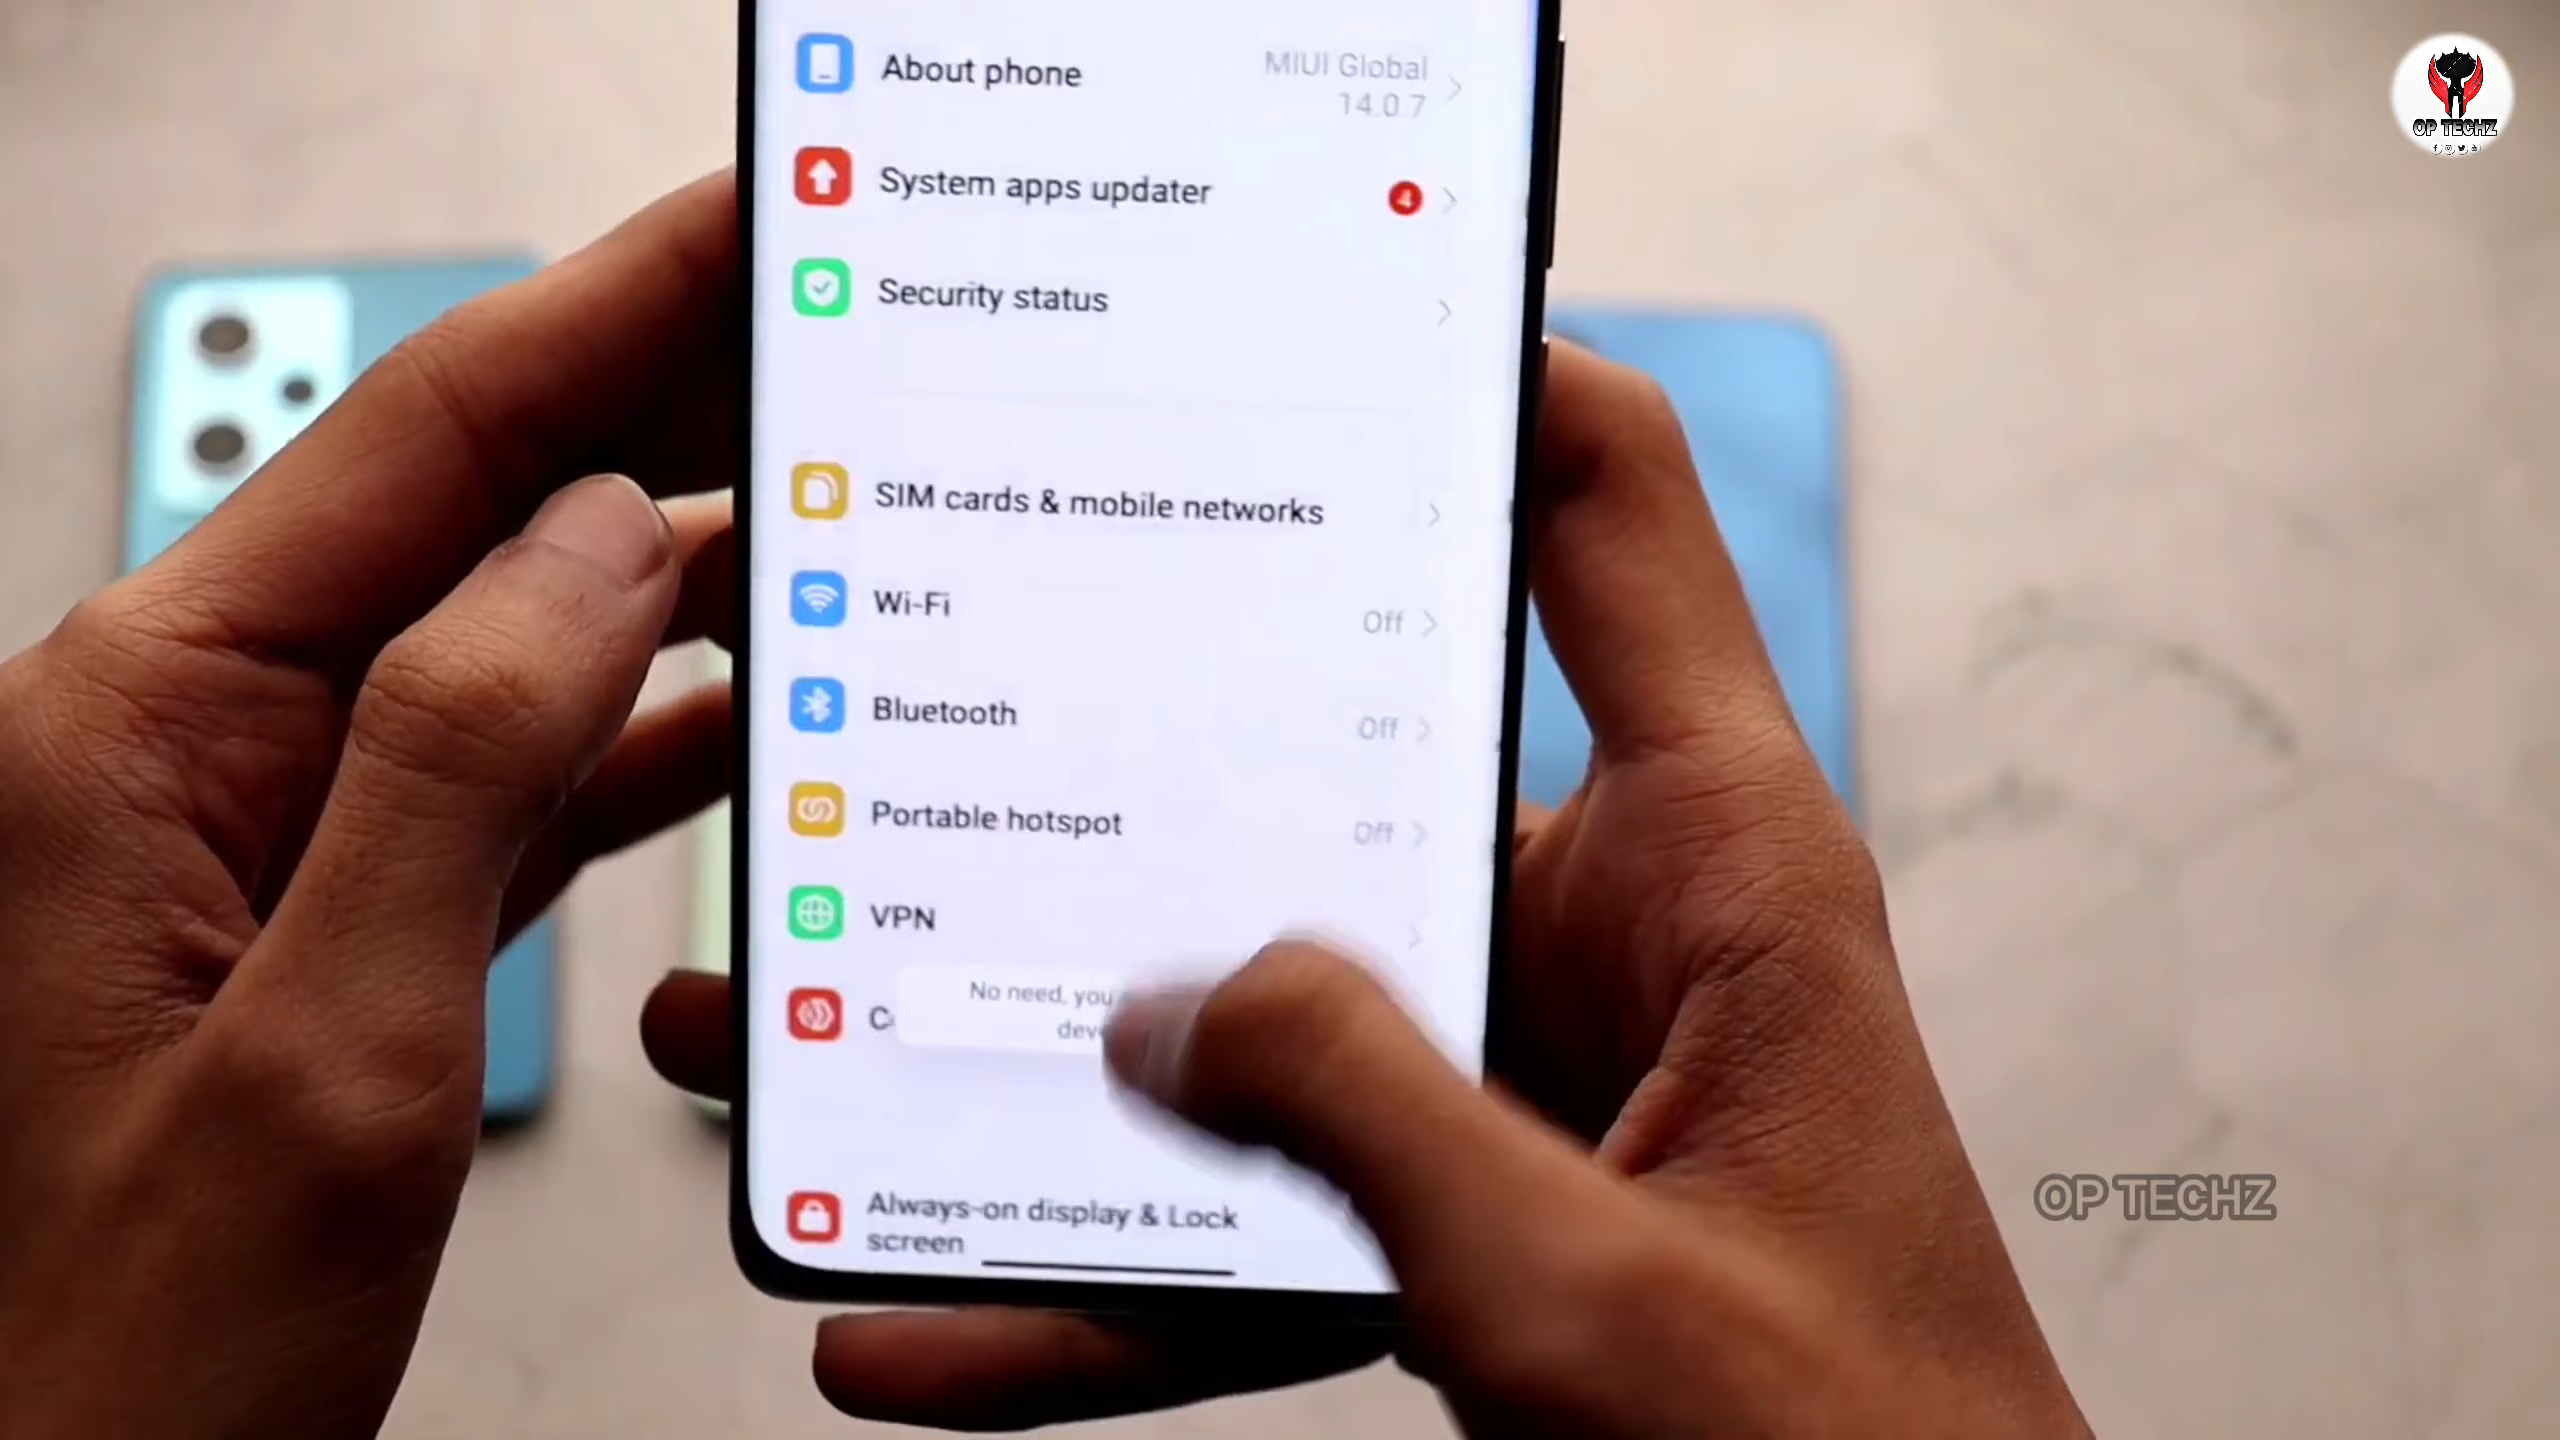 About phone
MIUI Global
14.0 7
System apps updater
4
Security status
SIM cards & mobile networks
Wi-Fi
Off
Bluetooth
Off
Portable hotspot
Off
VPN
No need, you
Always-on display & Lock
screen
OP TECHZ
OP TECHZ